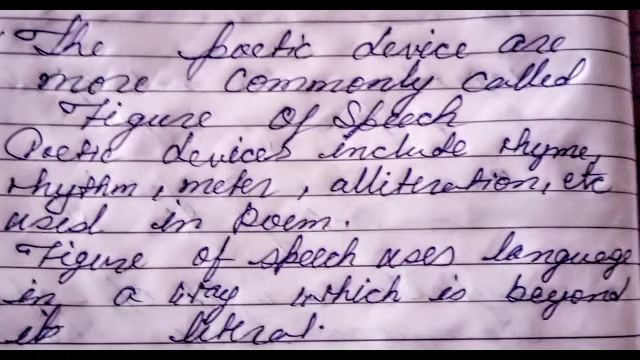 The poetic device are
more commonly called
Figure of Speech
Poetic devices include rhyme,
rhythm, meter, alliteration, etc
used in Poem.
Figure of speech uses language
in a way which is beyond
it literal.